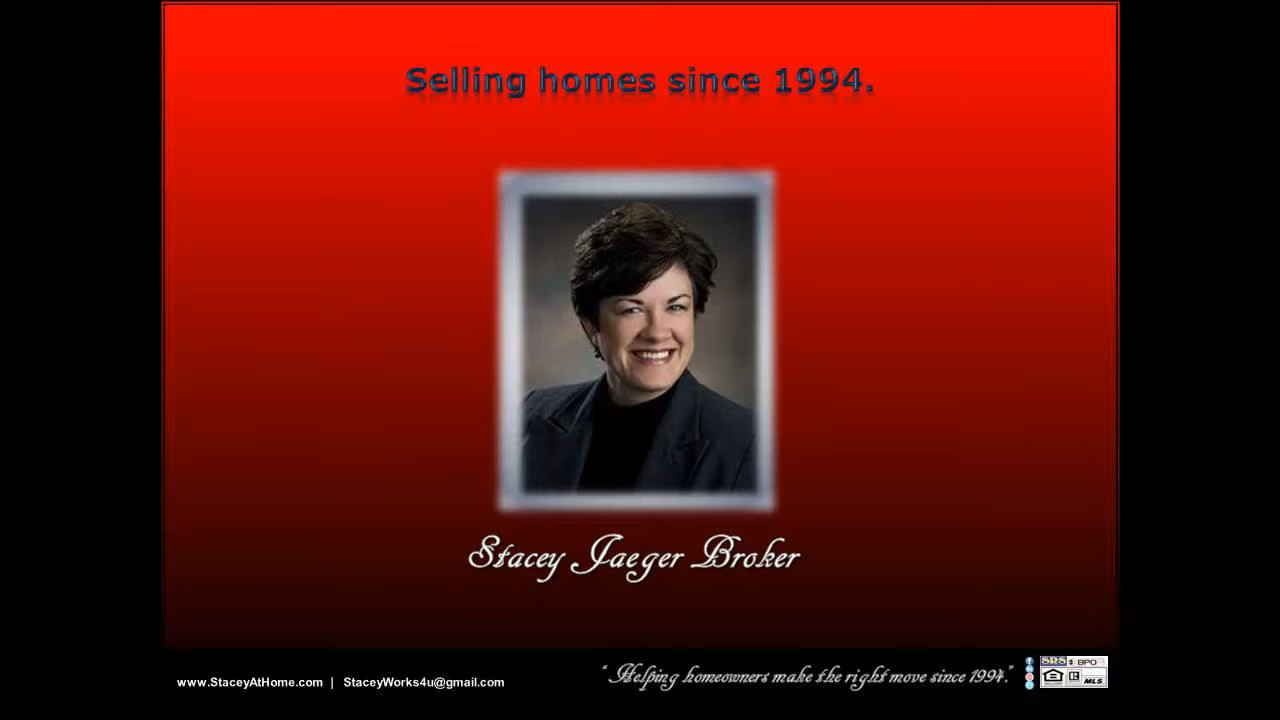 Selling homes since 1994.
Stacey Jaeger Broker
www.StaceyAtHome.com | StaceyWorks4u@gmail.com
“Helping homeowners make the right move since 1994.”
SRS BPO
R MLS